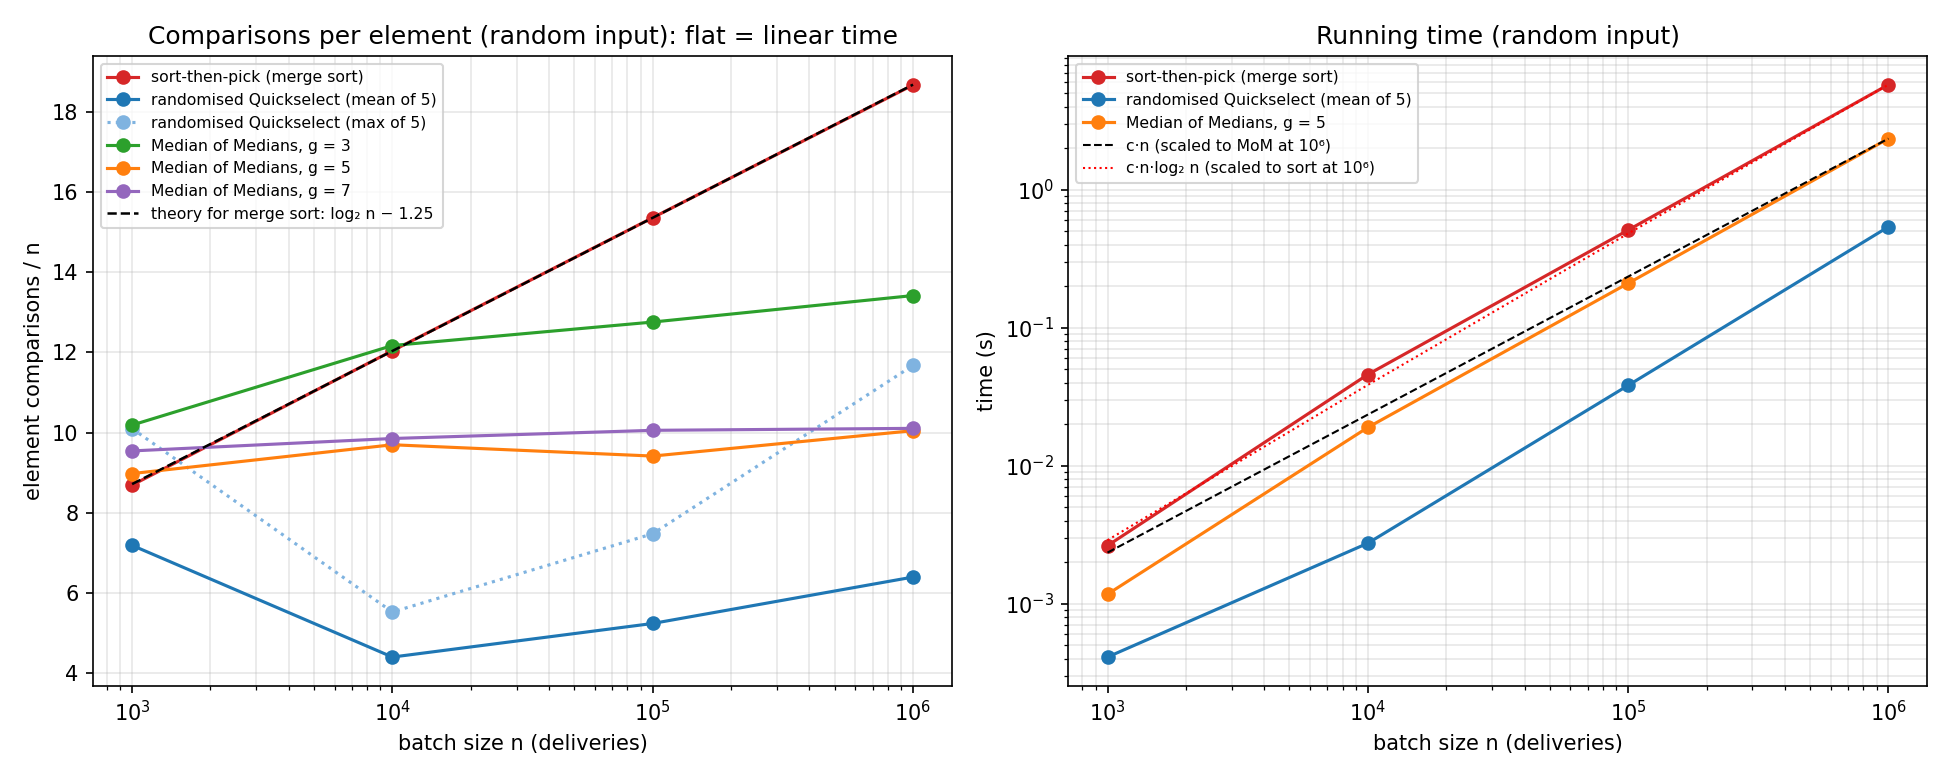 Comparisons per element (random input): flat = linear time
sort-then-pick (merge sort)
randomised Quickselect (mean of 5)
randomised Quickselect (max of 5)
Median of Medians, g = 3
Median of Medians, g = 5
Median of Medians, g = 7
theory for merge sort: log₂ n − 1.25
element comparisons / n
18
16
14
12
10
8
6
4
10³
10⁴
10⁵
10⁶
batch size n (deliveries)
Running time (random input)
sort-then-pick (merge sort)
randomised Quickselect (mean of 5)
Median of Medians, g = 5
c·n (scaled to MoM at 10⁶)
c·n·log₂ n (scaled to sort at 10⁶)
time (s)
10⁰
10⁻¹
10⁻²
10⁻³
10³
10⁴
10⁵
10⁶
batch size n (deliveries)